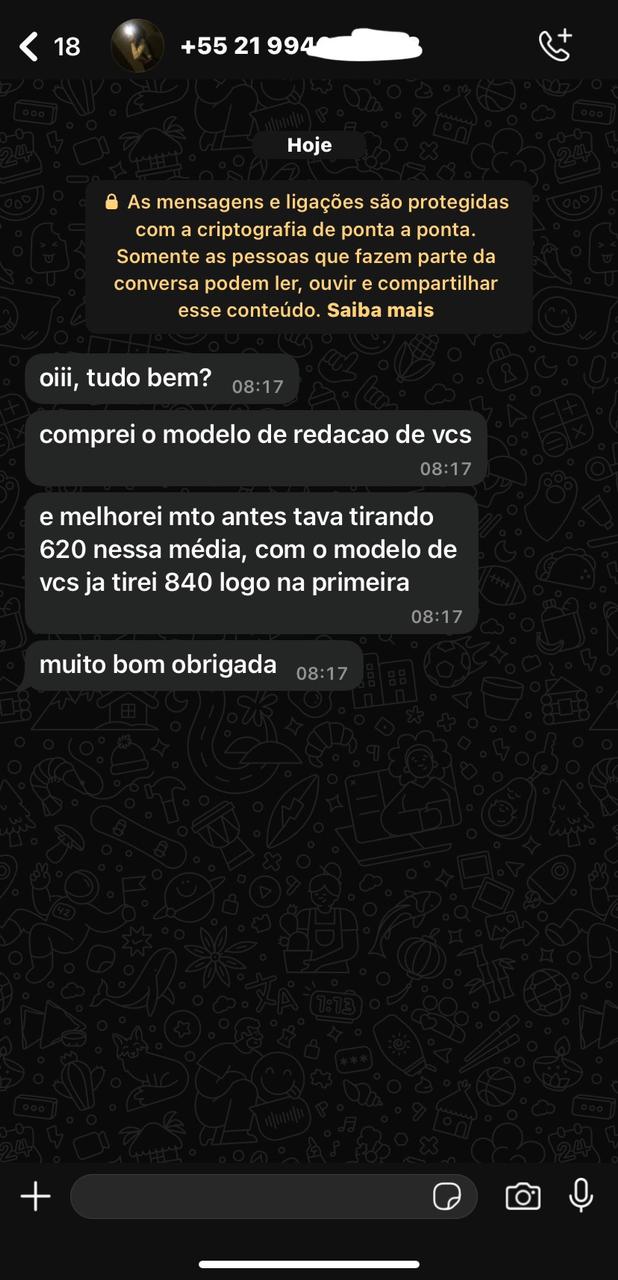 18
+55 21 994
Hoje
As mensagens e ligações são protegidas
com a criptografia de ponta a ponta.
Somente as pessoas que fazem parte da
conversa podem ler, ouvir e compartilhar
esse conteúdo. Saiba mais
oiii, tudo bem? 08:17
comprei o modelo de redacao de vcs
08:17
e melhorei mto antes tava tirando
620 nessa média, com o modelo de
vcs ja tirei 840 logo na primeira
08:17
muito bom obrigada 08:17